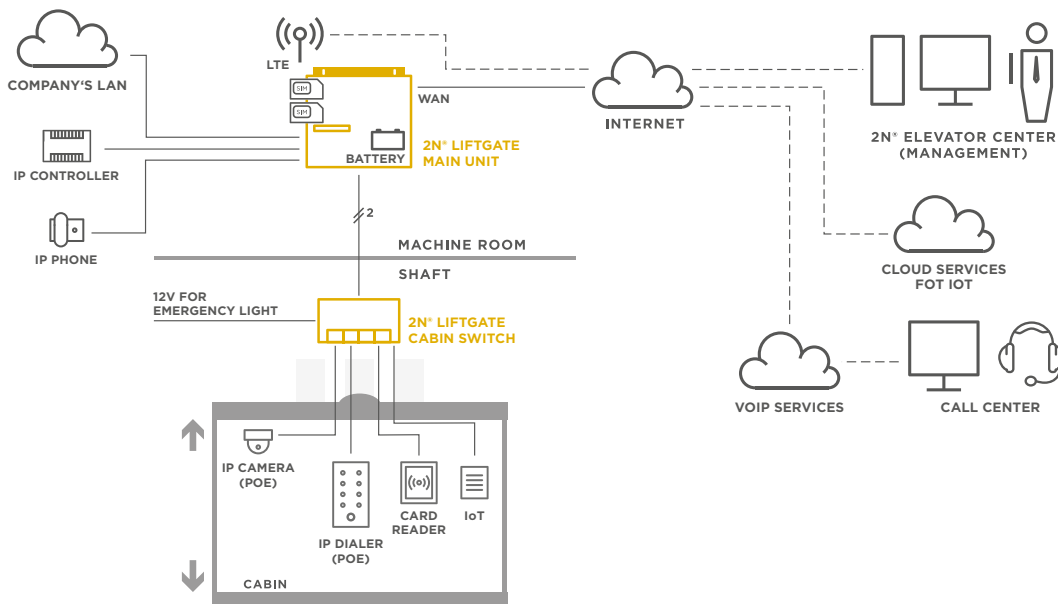 COMPANY'S LAN
IP CONTROLLER
IP PHONE
LTE
SIM
SIM
BATTERY
WAN
2N® LIFTGATE
MAIN UNIT
INTERNET
2N® ELEVATOR CENTER
(MANAGEMENT)
CLOUD SERVICES
FOT IOT
VOIP SERVICES
CALL CENTER
2
MACHINE ROOM
SHAFT
12V FOR
EMERGENCY LIGHT
2N® LIFTGATE
CABIN SWITCH
IP CAMERA
(POE)
IP DIALER
(POE)
CARD
READER
IoT
CABIN